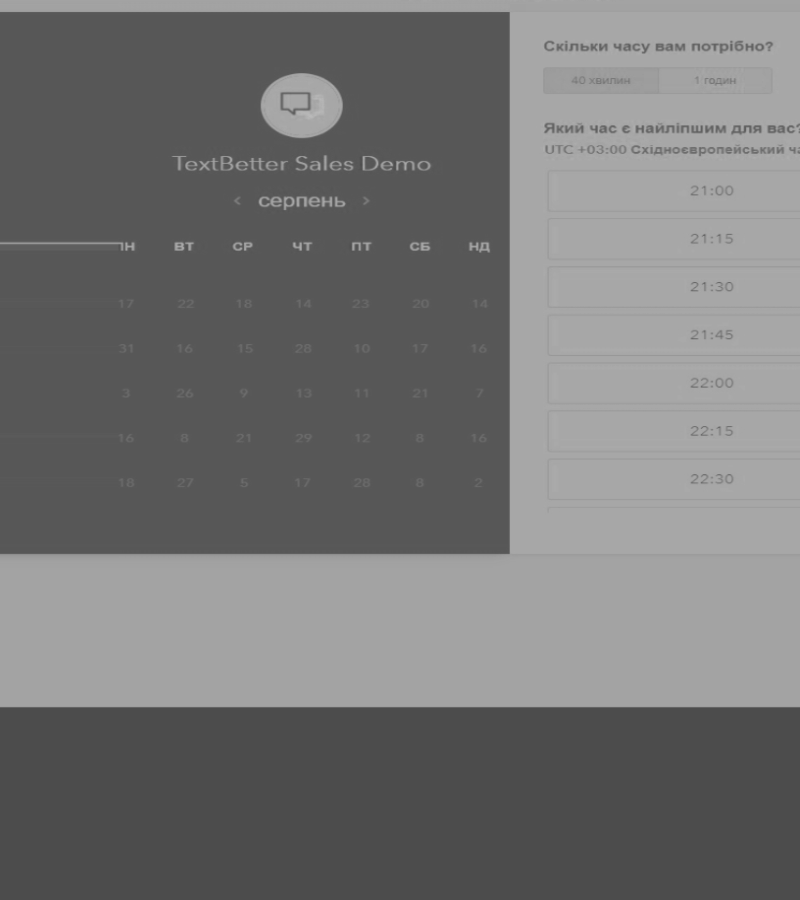 TextBetter Sales Demo
‹ серпень ›
ПН ВТ СР ЧТ ПТ СБ НД
17 22 18 14 23 20 14
31 16 15 28 10 17 16
3 26 9 13 11 21 7
16 8 21 29 12 8 16
18 27 5 17 28 8 2
Скільки часу вам потрібно?
40 хвилин 1 годин
Який час є найліпшим для вас?
UTC +03:00 Східноєвропейський ча
21:00
21:15
21:30
21:45
22:00
22:15
22:30